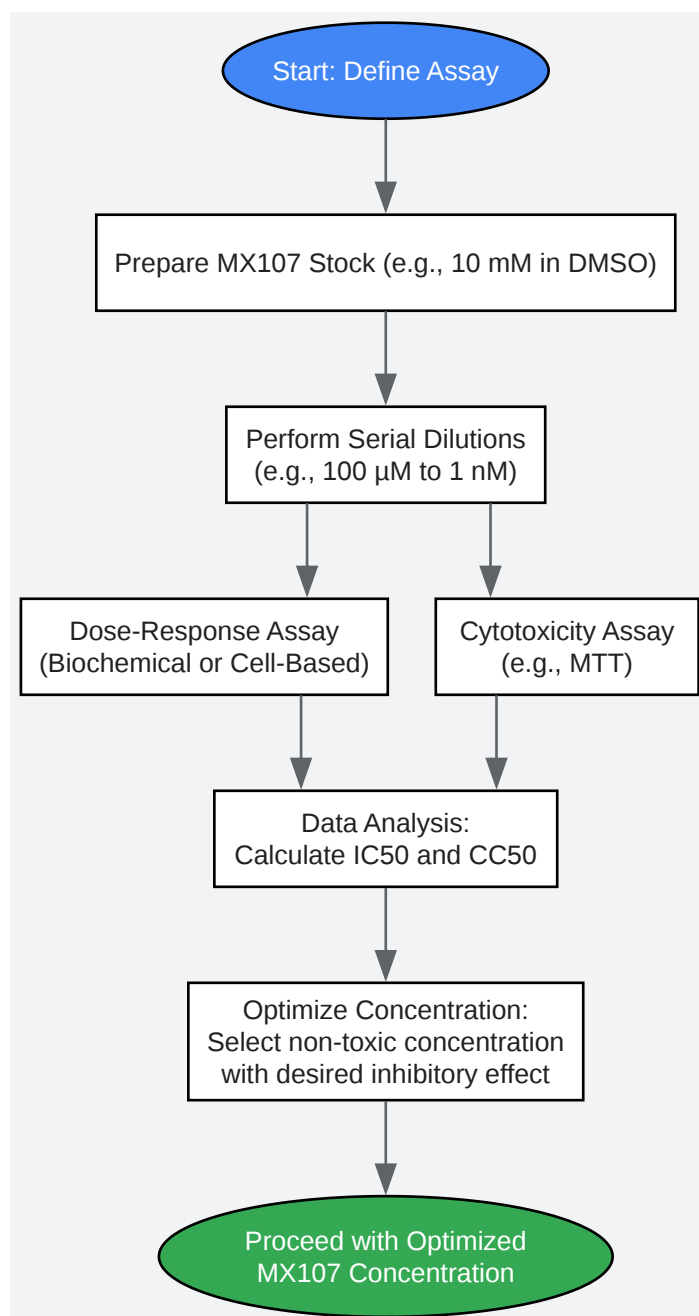 Start: Define Assay
Prepare MX107 Stock (e.g., 10 mM in DMSO)
Perform Serial Dilutions
(e.g., 100 µM to 1 nM)
Dose-Response Assay
(Biochemical or Cell-Based)
Cytotoxicity Assay
(e.g., MTT)
Data Analysis:
Calculate IC50 and CC50
Optimize Concentration:
Select non-toxic concentration
with desired inhibitory effect
Proceed with Optimized
MX107 Concentration